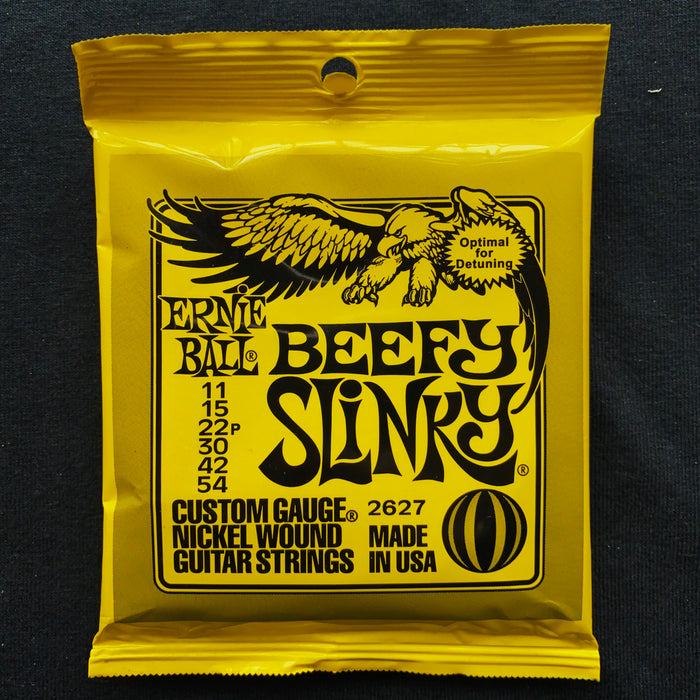 Optimal
for
Detuning
ERNIE
BALL®
BEEFY
SLINKY®
11
15
22P
30
42
54
CUSTOM GAUGE®
NICKEL WOUND
GUITAR STRINGS
2627
MADE
IN USA